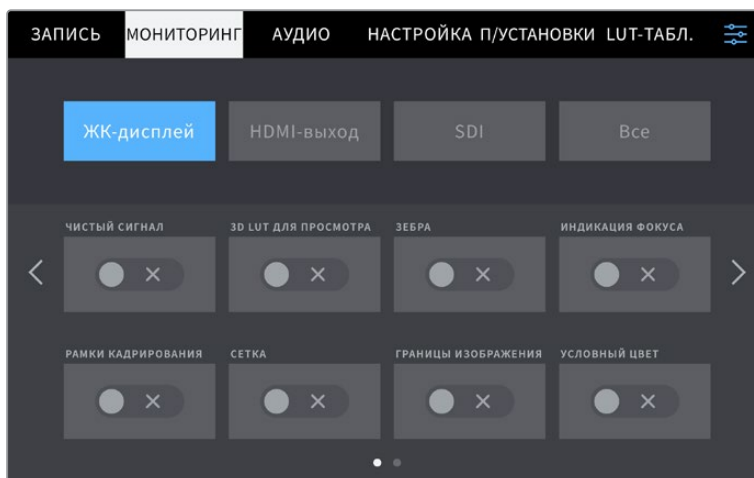 ЗАПИСЬ МОНИТОРИНГ АУДИО НАСТРОЙКА П/УСТАНОВКИ LUT-ТАБЛ.
ЖК-дисплей HDMI-выход SDI Все
ЧИСТЫЙ СИГНАЛ 3D LUT ДЛЯ ПРОСМОТРА ЗЕБРА ИНДИКАЦИЯ ФОКУСА
РАМКИ КАДРИРОВАНИЯ СЕТКА ГРАНИЦЫ ИЗОБРАЖЕНИЯ УСЛОВНЫЙ ЦВЕТ